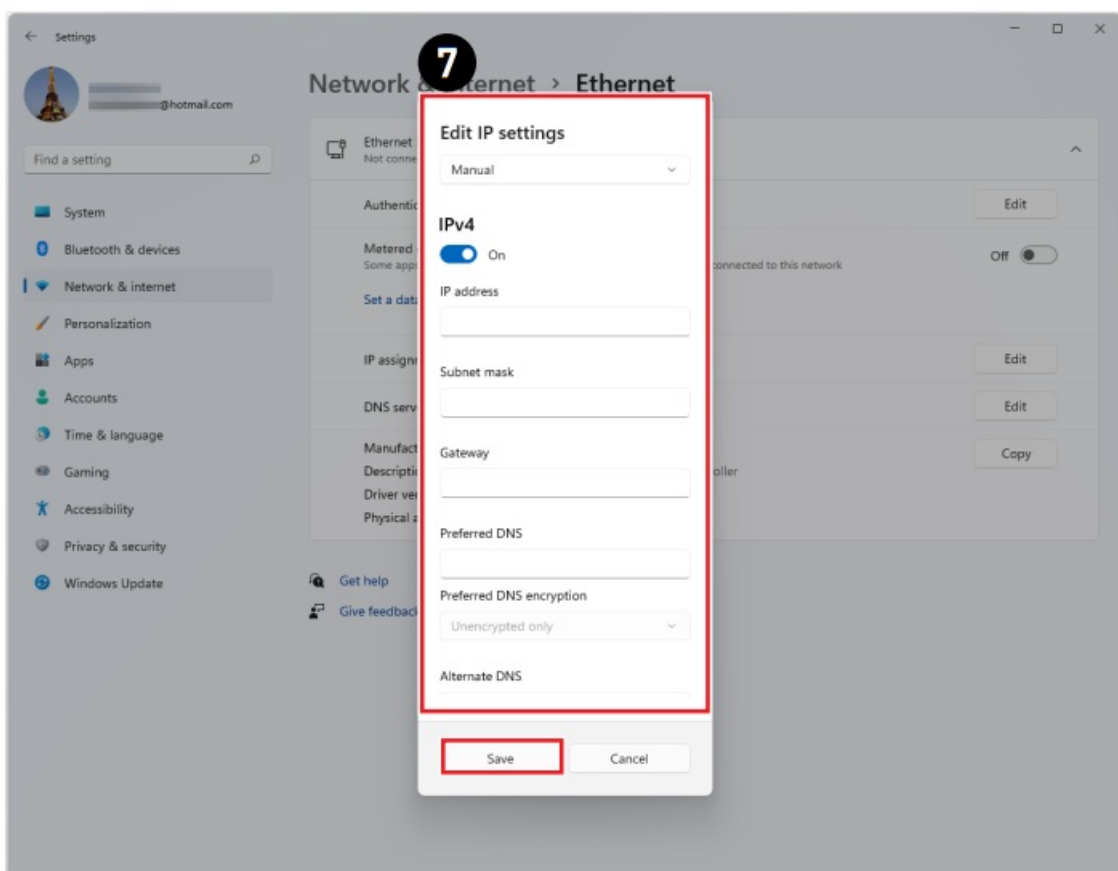 Settings
7
@hotmail.com
Find a setting
System
Bluetooth & devices
Network & internet
Personalization
Apps
Accounts
Time & language
Gaming
Accessibility
Privacy & security
Windows Update
Network & internet > Ethernet
Ethernet
Not conne
Authentic
Edit
Metered
Some apps
connected to this network
Off
Set a data
IP assignm
Edit
DNS serv
Edit
Manufact
Copy
Descriptio
oller
Driver ver
Physical a
Get help
Give feedback
Edit IP settings
Manual
IPv4
On
IP address
Subnet mask
Gateway
Preferred DNS
Preferred DNS encryption
Unencrypted only
Alternate DNS
Save
Cancel